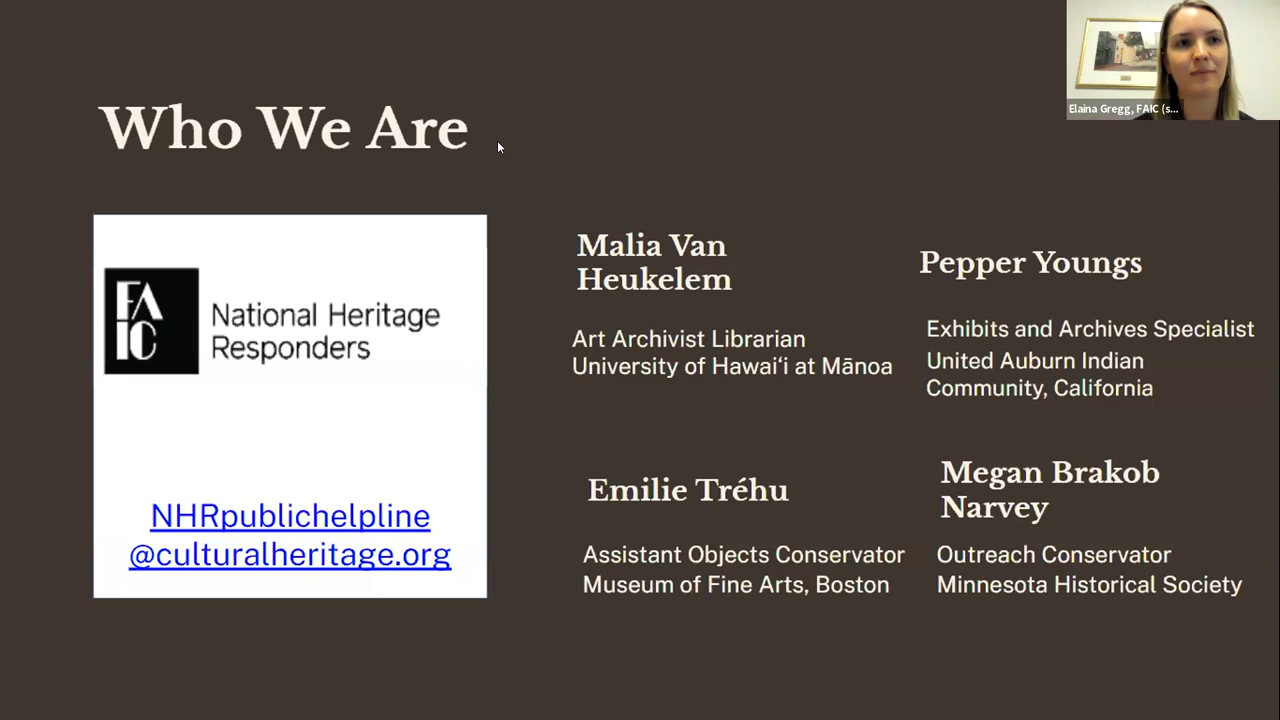 Elaina Gregg, FAIC (s...
Who We Are
FA
IC
National Heritage
Responders
NHRpublichelpline
@culturalheritage.org
Malia Van
Heukelem
Art Archivist Librarian
University of Hawaiʻi at Mānoa
Pepper Youngs
Exhibits and Archives Specialist
United Auburn Indian
Community, California
Emilie Tréhu
Assistant Objects Conservator
Museum of Fine Arts, Boston
Megan Brakob
Narvey
Outreach Conservator
Minnesota Historical Society